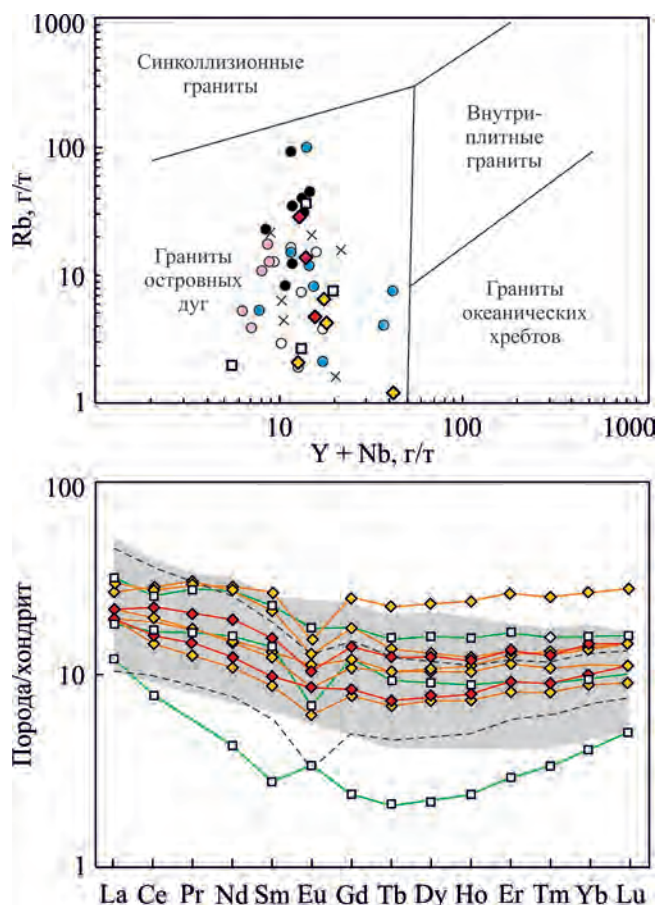 1000
Синколлизионные
граниты
Внутри-
плитные
граниты
100
Rb, г/т
Граниты
островных
дуг
10
Граниты
океанических
хребтов
1
10
100
1000
Y + Nb, г/т
100
Порода/хондрит
10
1
La Ce Pr Nd Sm Eu Gd Tb Dy Ho Er Tm Yb Lu